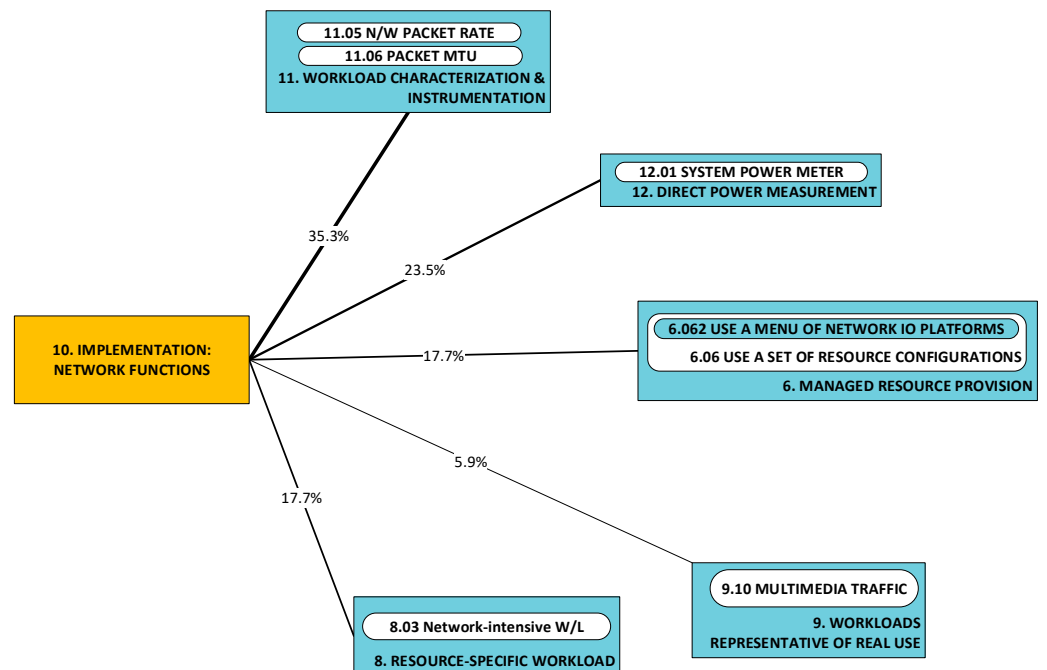 11.05 N/W PACKET RATE
11.06 PACKET MTU
11. WORKLOAD CHARACTERIZATION &
INSTRUMENTATION
12.01 SYSTEM POWER METER
12. DIRECT POWER MEASUREMENT
35.3%
23.5%
6.062 USE A MENU OF NETWORK IO PLATFORMS
6.06 USE A SET OF RESOURCE CONFIGURATIONS
6. MANAGED RESOURCE PROVISION
10. IMPLEMENTATION:
NETWORK FUNCTIONS
17.7%
5.9%
17.7%
9.10 MULTIMEDIA TRAFFIC
9. WORKLOADS
REPRESENTATIVE OF REAL USE
8.03 Network-intensive W/L
8. RESOURCE-SPECIFIC WORKLOAD